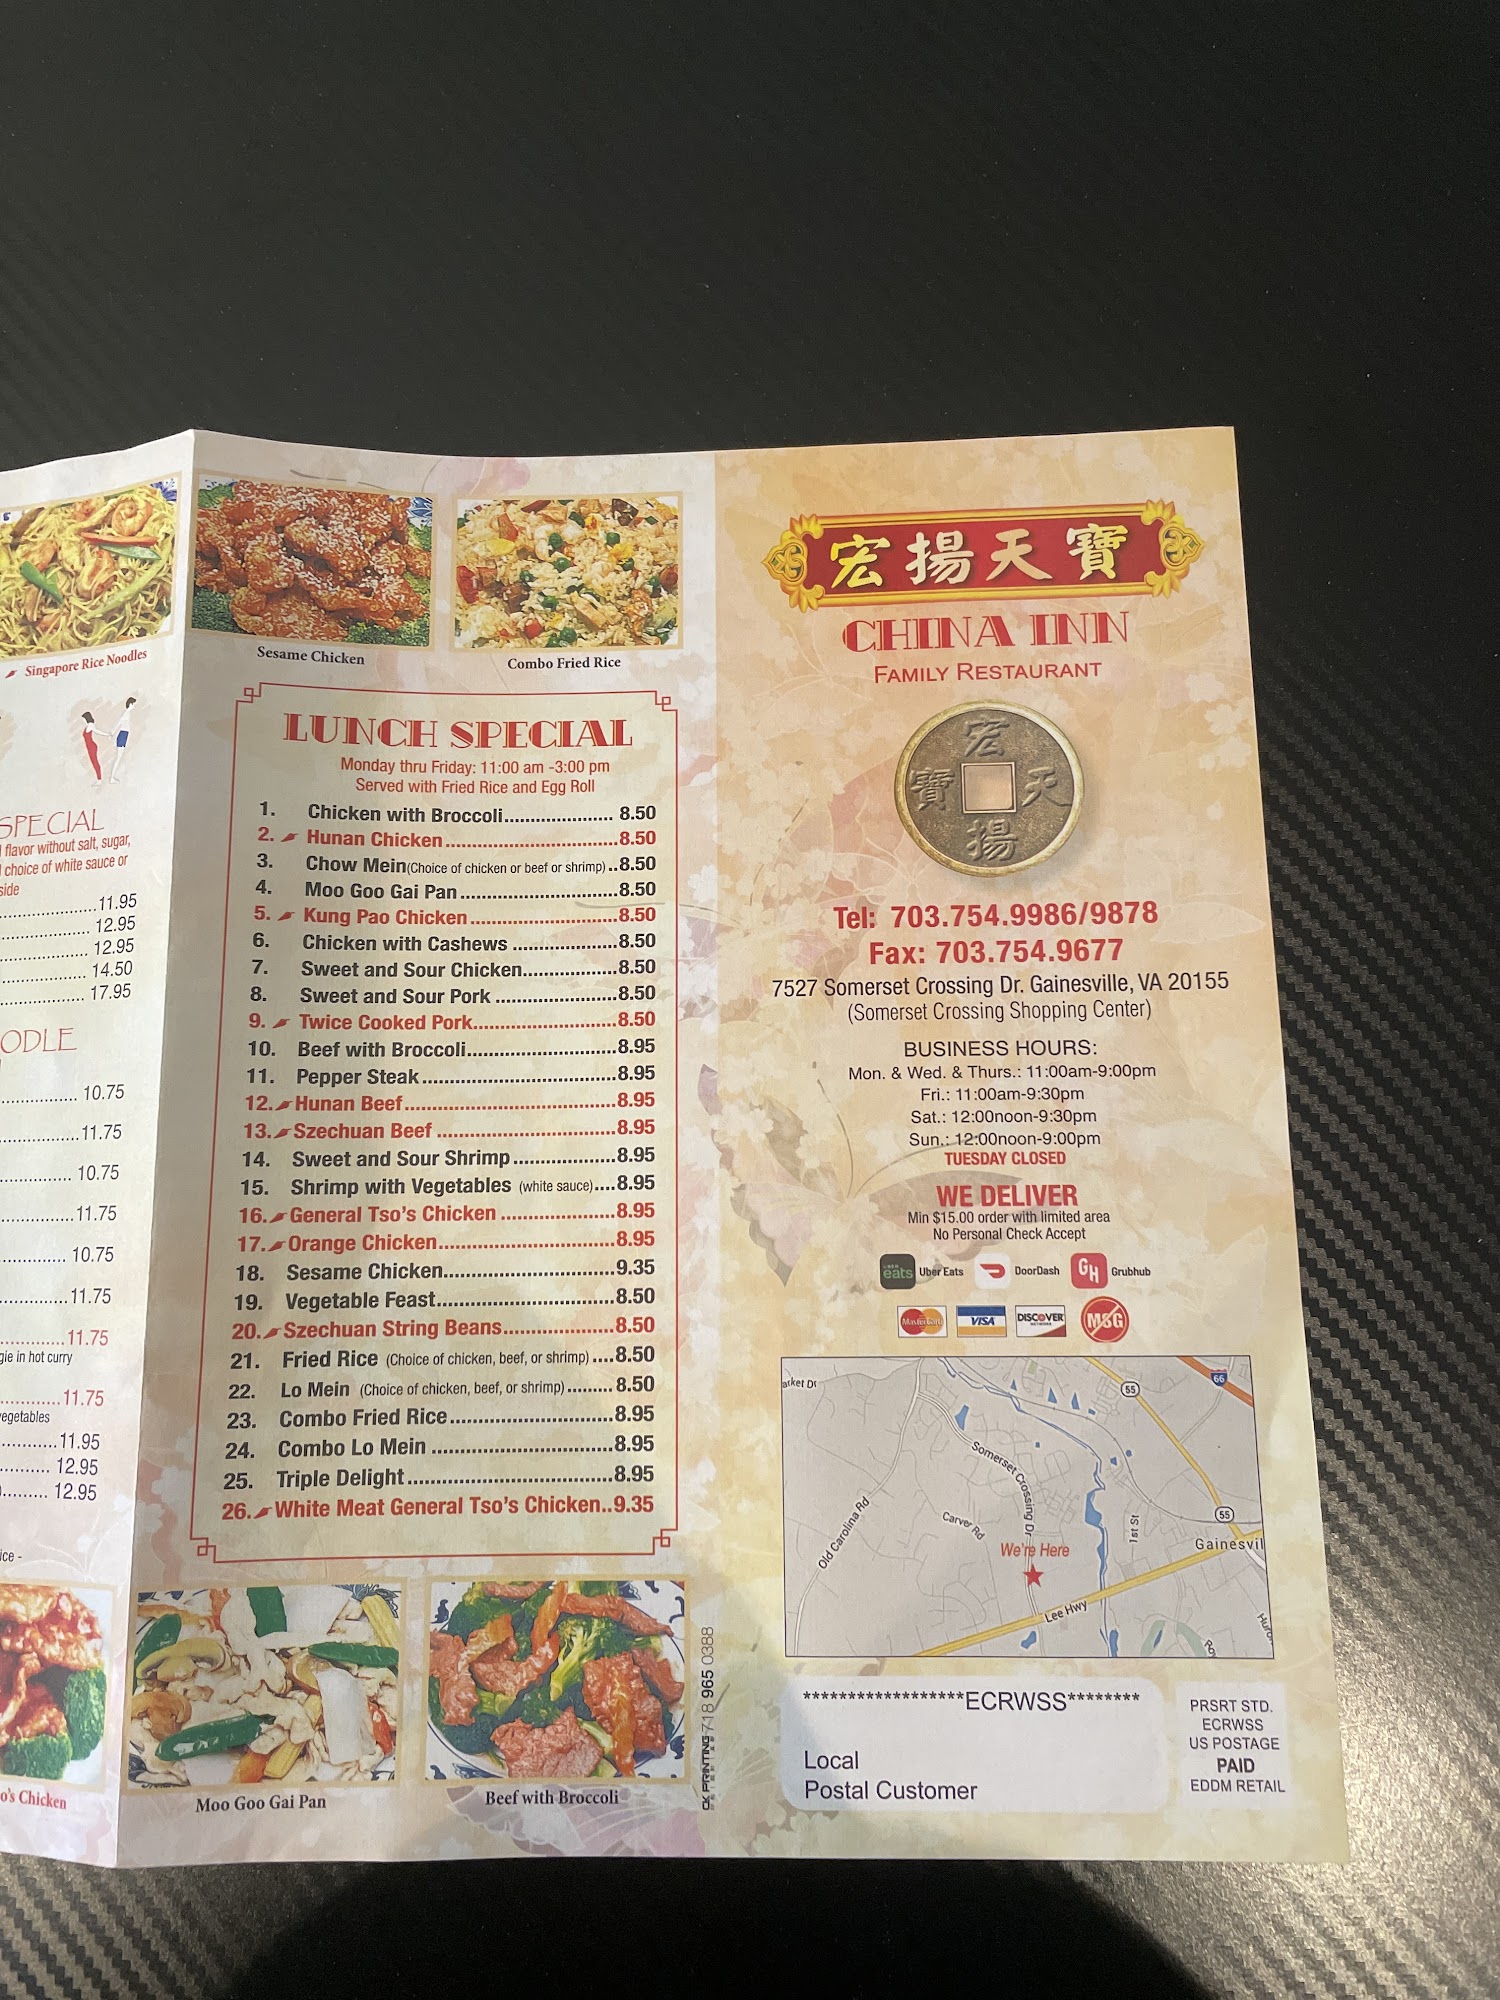 Singapore Rice Noodles
SPECIAL
flavor without salt, sugar,
choice of white sauce or
side
11.95
12.95
12.95
14.50
17.95
ODLE
10.75
11.75
10.75
11.75
10.75
11.75
11.75
gie in hot curry
11.75
vegetables
11.95
12.95
12.95
ice -
o's Chicken
Sesame Chicken
Combo Fried Rice
LUNCH SPECIAL
Monday thru Friday: 11:00 am -3:00 pm
Served with Fried Rice and Egg Roll
1. Chicken with Broccoli..................... 8.50
2. Hunan Chicken.................................8.50
3. Chow Mein(Choice of chicken or beef or shrimp)..8.50
4. Moo Goo Gai Pan..............................8.50
5. Kung Pao Chicken............................8.50
6. Chicken with Cashews ....................8.50
7. Sweet and Sour Chicken..................8.50
8. Sweet and Sour Pork .......................8.50
9. Twice Cooked Pork...........................8.50
10. Beef with Broccoli............................8.95
11. Pepper Steak.....................................8.95
12. Hunan Beef........................................8.95
13. Szechuan Beef ..................................8.95
14. Sweet and Sour Shrimp....................8.95
15. Shrimp with Vegetables (white sauce)....8.95
16. General Tso's Chicken ......................8.95
17. Orange Chicken..................................8.95
18. Sesame Chicken.................................9.35
19. Vegetable Feast..................................8.50
20. Szechuan String Beans.....................8.50
21. Fried Rice (Choice of chicken, beef, or shrimp)....8.50
22. Lo Mein (Choice of chicken, beef, or shrimp).........8.50
23. Combo Fried Rice...............................8.95
24. Combo Lo Mein ..................................8.95
25. Triple Delight.......................................8.95
26. White Meat General Tso's Chicken..9.35
Moo Goo Gai Pan
Beef with Broccoli
CK PRINTING 718 965 0388
宏揚天寶
CHINA INN
FAMILY RESTAURANT
宏
寶 天
揚
Tel: 703.754.9986/9878
Fax: 703.754.9677
7527 Somerset Crossing Dr. Gainesville, VA 20155
(Somerset Crossing Shopping Center)
BUSINESS HOURS:
Mon. & Wed. & Thurs.: 11:00am-9:00pm
Fri.: 11:00am-9:30pm
Sat.: 12:00noon-9:30pm
Sun.: 12:00noon-9:00pm
TUESDAY CLOSED
WE DELIVER
Min $15.00 order with limited area
No Personal Check Accept
UBER eats Uber Eats DoorDash GH Grubhub
MasterCard VISA DISCOVER NETWORK MSG
arket Dr
66
55
Somerset Crossing Dr
Old Carolina Rd
Carver Rd
1st St
55
Gainesvil
We're Here
Lee Hwy
Huron
Rd
******************ECRWSS********
Local
Postal Customer
PRSRT STD.
ECRWSS
US POSTAGE
PAID
EDDM RETAIL